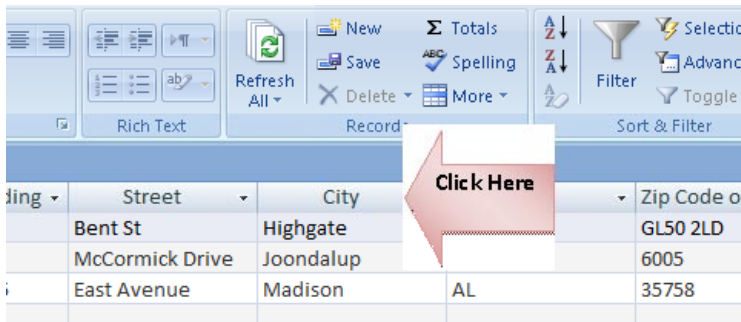 New Σ Totals
Selectio
Save Spelling
Advanc
Refresh All
Delete More
Filter
Toggle
Rich Text
Records
Sort & Filter
Click Here
ding Street City Zip Code o
Bent St Highgate GL50 2LD
McCormick Drive Joondalup 6005
East Avenue Madison AL 35758